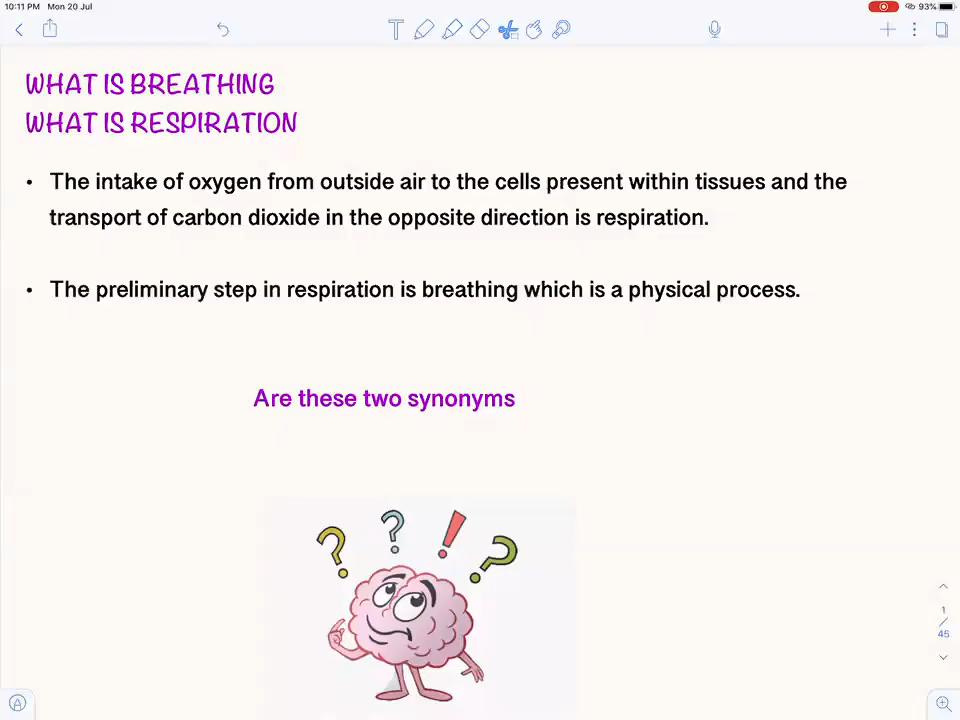 10:11 PM Mon 20 Jul
93%
T
WHAT IS BREATHING
WHAT IS RESPIRATION
• The intake of oxygen from outside air to the cells present within tissues and the
transport of carbon dioxide in the opposite direction is respiration.
• The preliminary step in respiration is breathing which is a physical process.
Are these two synonyms
? ? ! ?
1
/
45
A